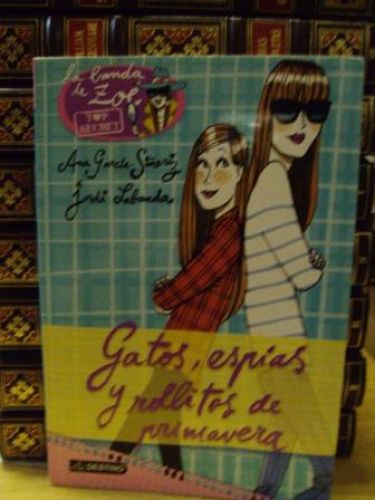 La banda
de Zoé
TOP
SECRET
Ana García-Siñeriz
Jordi Labanda
Gatos, espías
y rollitos de
primavera
DESTINO